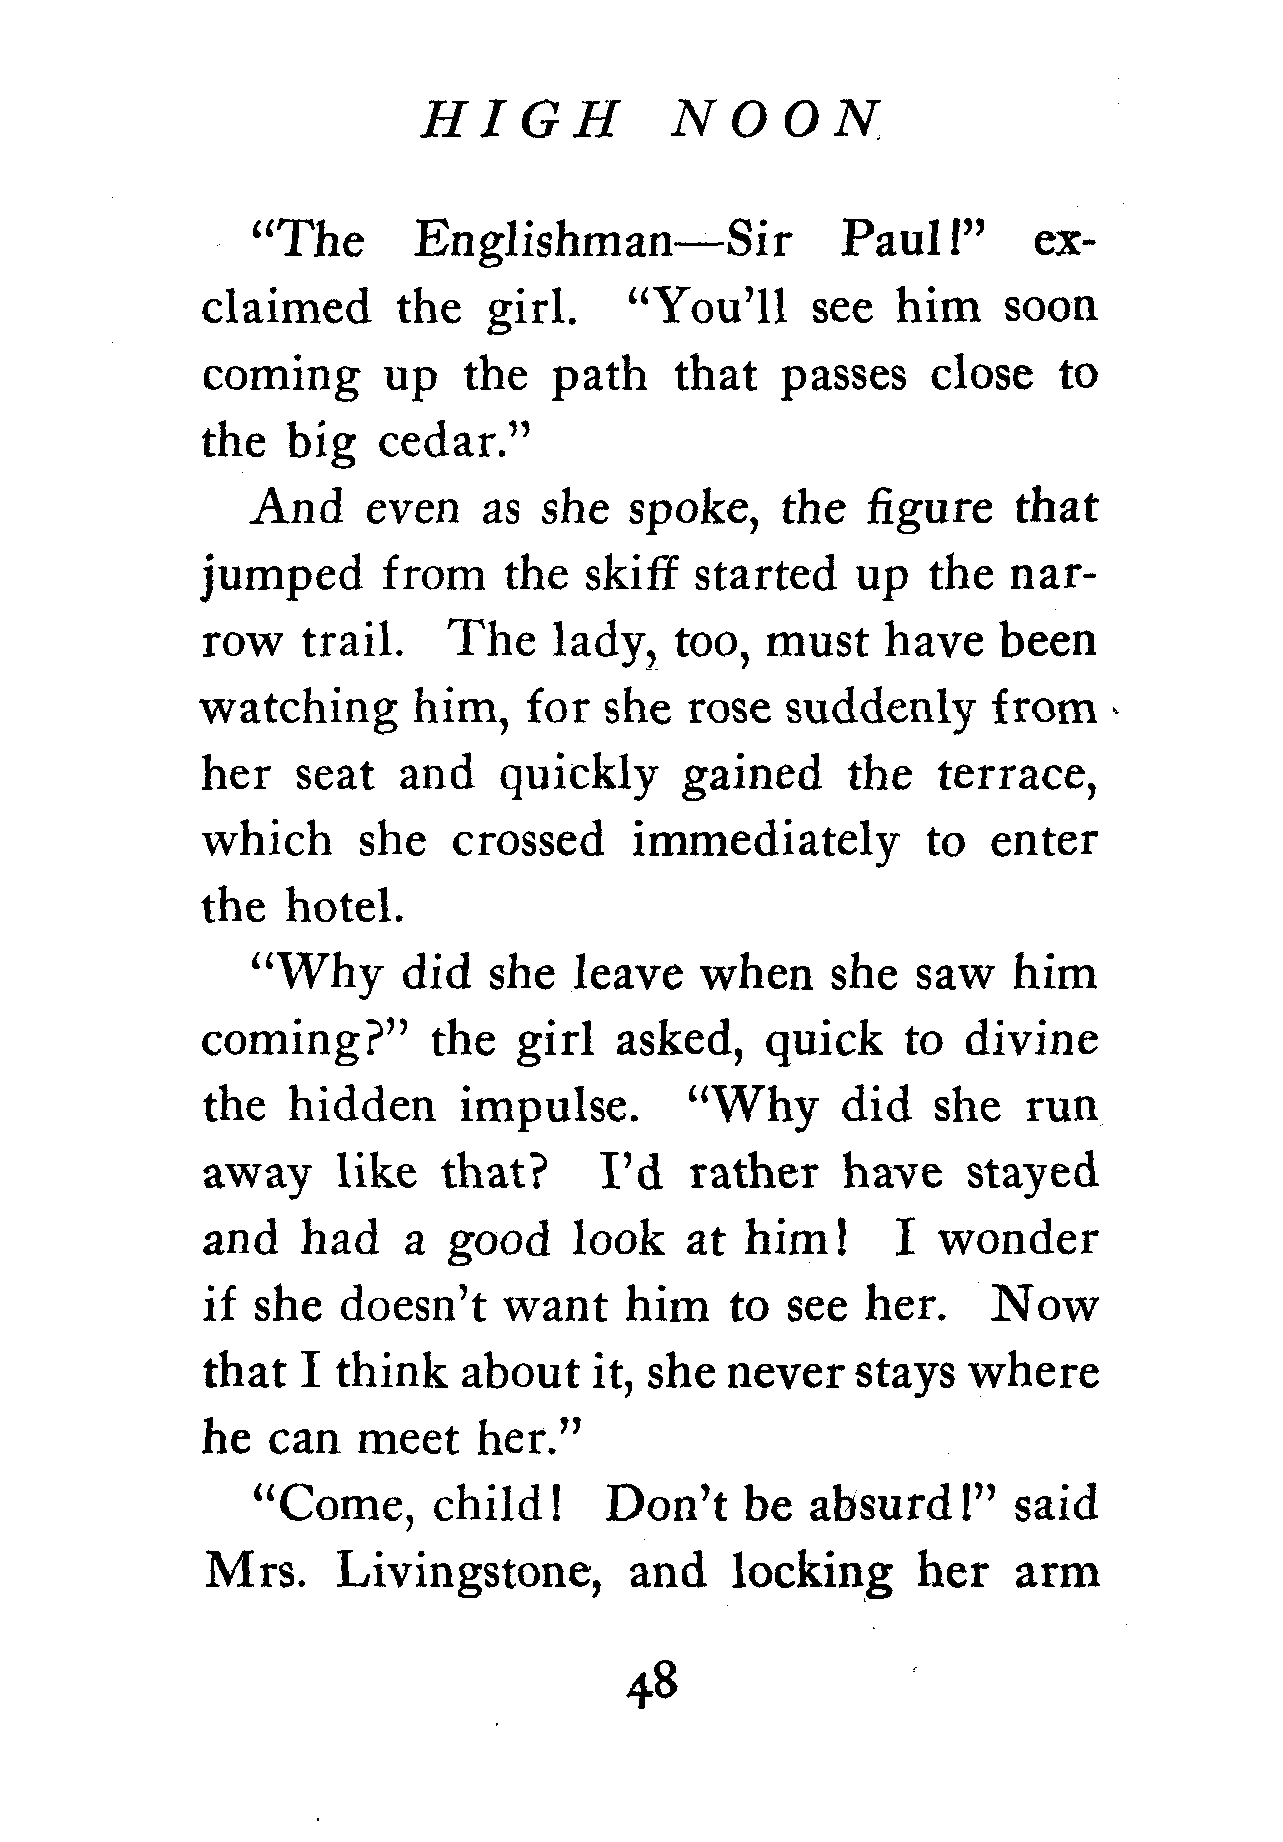 HIGH NOON
“The Englishman—Sir Paul!” ex-
claimed the girl. “You'll see him soon
coming up the path that passes close to
the big cedar.”
And even as she spoke, the figure that
jumped from the skiff started up the nar-
row trail. The lady, too, must have been
watching him, for she rose suddenly from
her seat and quickly gained the terrace,
which she crossed immediately to enter
the hotel.
“Why did she leave when she saw him
coming?” the girl asked, quick to divine
the hidden impulse. “Why did she run
away like that? I'd rather have stayed
and had a good look at him! I wonder
if she doesn't want him to see her. Now
that I think about it, she never stays where
he can meet her.”
“Come, child! Don't be absurd!” said
Mrs. Livingstone, and locking her arm
48